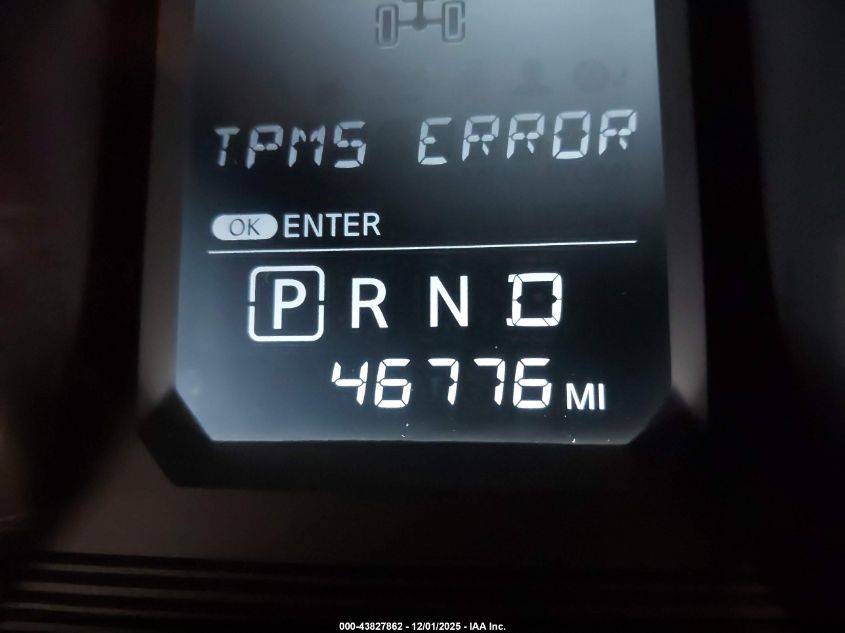 TPMS ERROR
OK ENTER
P R N D
46776 MI
000-43827862 - 12/01/2025 - IAA Inc.